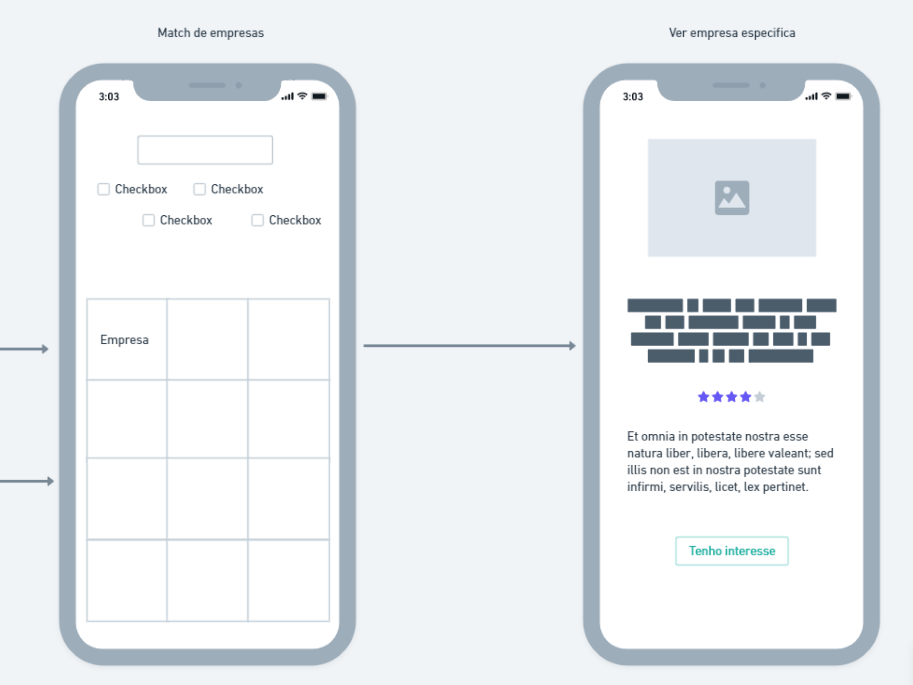 Match de empresas
Ver empresa especifica
3:03
3:03
Checkbox
Checkbox
Checkbox
Checkbox
Empresa
Et omnia in potestate nostra esse
natura liber, libera, libere valeant; sed
illis non est in nostra potestate sunt
infirmi, servilis, licet, lex pertinet.
Tenho interesse